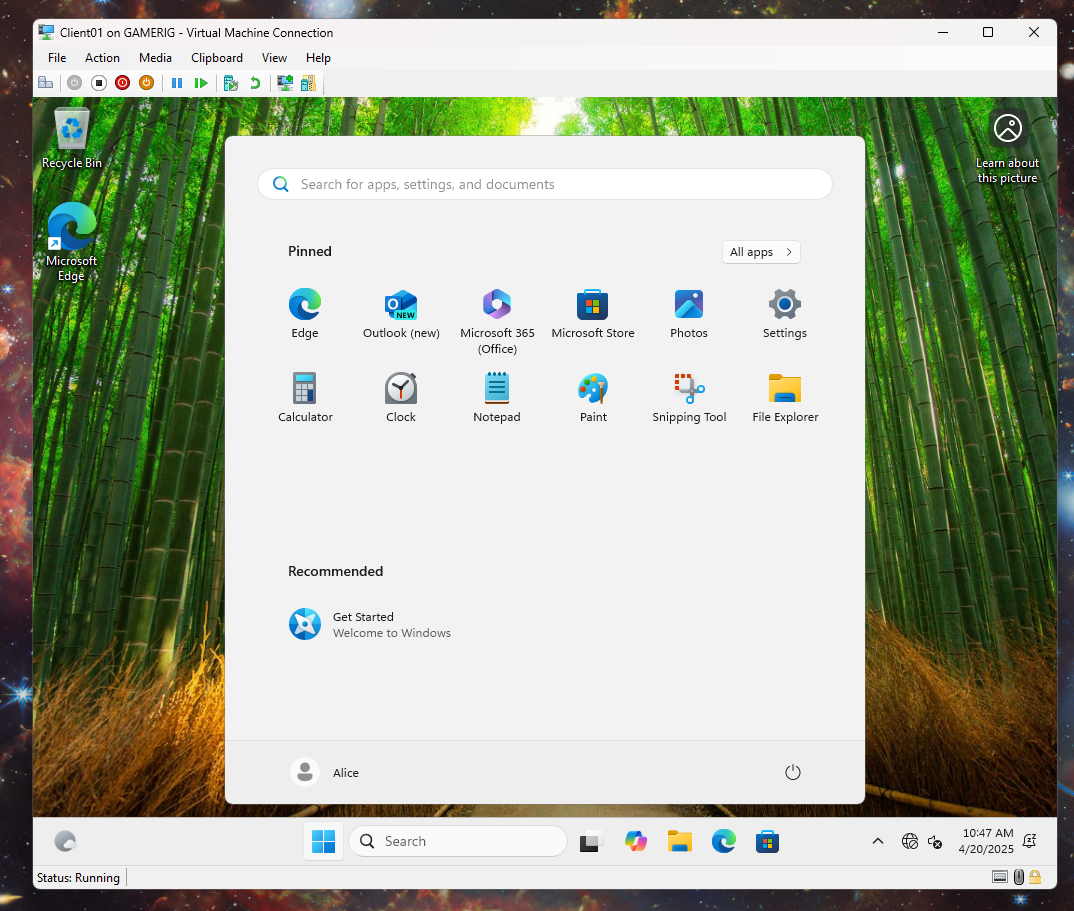 Client01 on GAMERIG - Virtual Machine Connection
File Action Media Clipboard View Help
Recycle Bin
Microsoft
Edge
Learn about
this picture
Search for apps, settings, and documents
Pinned
All apps
Edge
Outlook (new)
NEW
Microsoft 365
(Office)
Microsoft Store
Photos
Settings
Calculator
Clock
Notepad
Paint
Snipping Tool
File Explorer
Recommended
Get Started
Welcome to Windows
Alice
Search
10:47 AM
4/20/2025
Status: Running